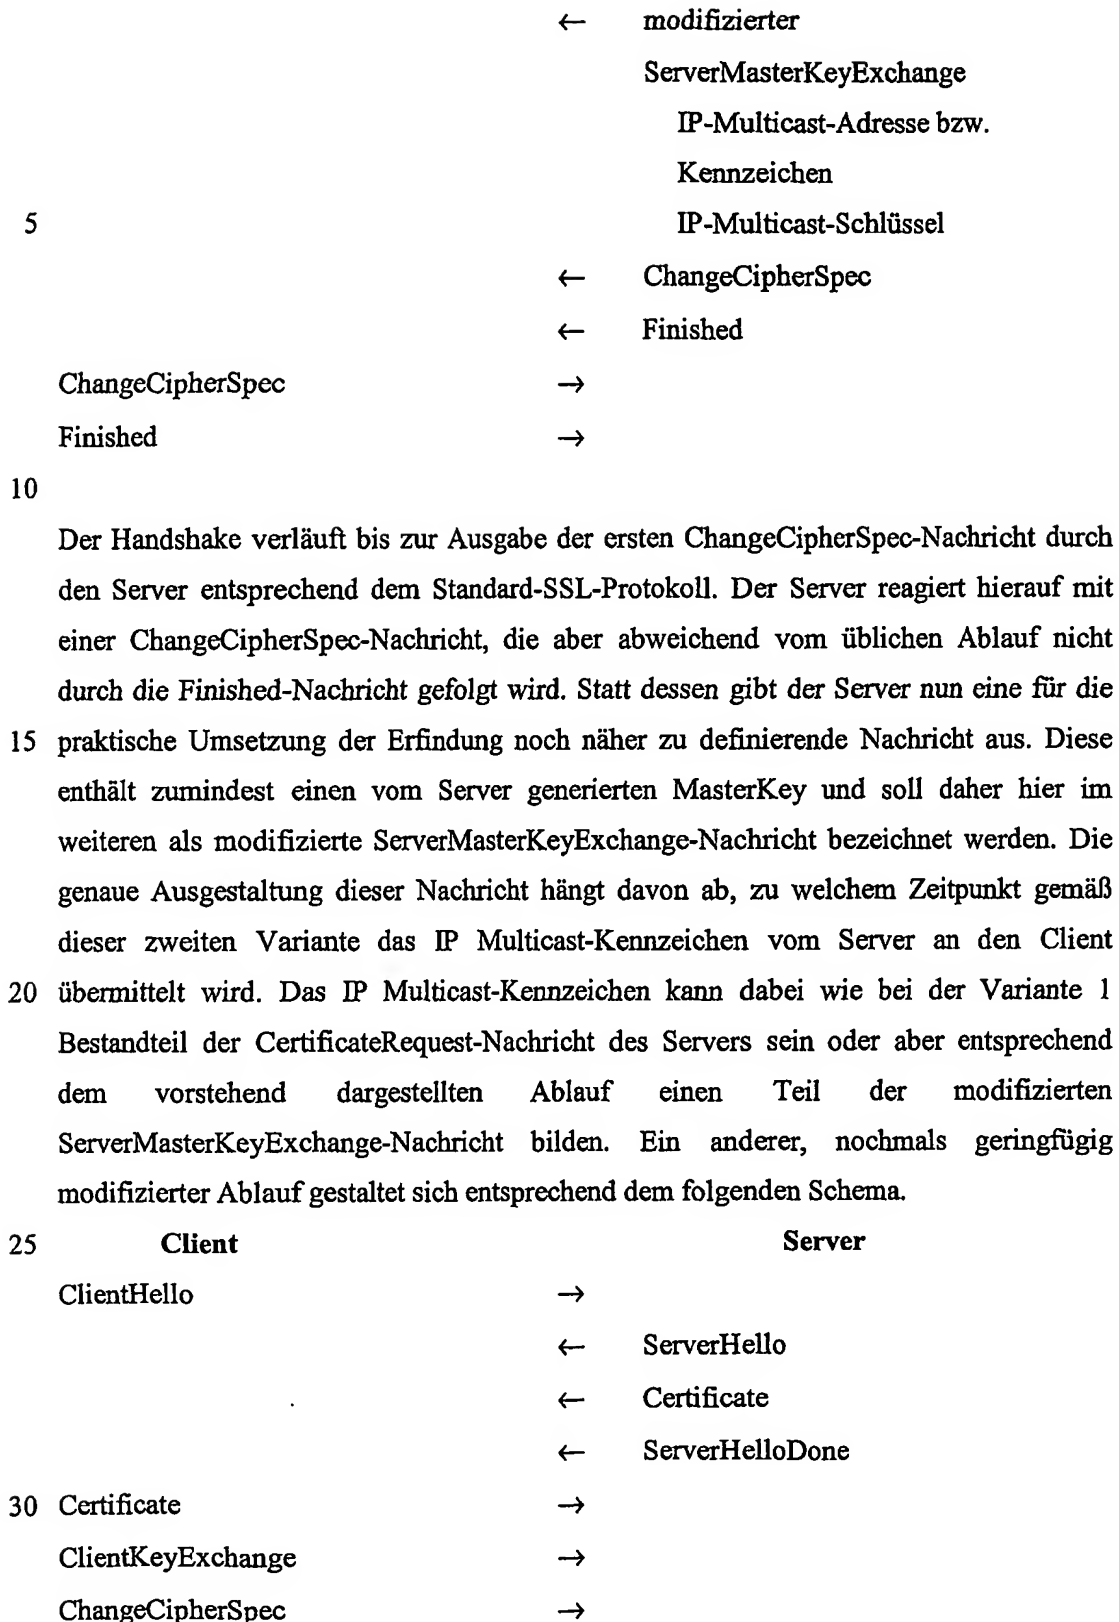 ← modifizierter
ServerMasterKeyExchange
IP-Multicast-Adresse bzw.
Kennzeichen
5 IP-Multicast-Schlüssel
← ChangeCipherSpec
← Finished
ChangeCipherSpec →
Finished →
10
Der Handshake verläuft bis zur Ausgabe der ersten ChangeCipherSpec-Nachricht durch
den Server entsprechend dem Standard-SSL-Protokoll. Der Server reagiert hierauf mit
einer ChangeCipherSpec-Nachricht, die aber abweichend vom üblichen Ablauf nicht
durch die Finished-Nachricht gefolgt wird. Statt dessen gibt der Server nun eine für die
15 praktische Umsetzung der Erfindung noch näher zu definierende Nachricht aus. Diese
enthält zumindest einen vom Server generierten MasterKey und soll daher hier im
weiteren als modifizierte ServerMasterKeyExchange-Nachricht bezeichnet werden. Die
genaue Ausgestaltung dieser Nachricht hängt davon ab, zu welchem Zeitpunkt gemäß
dieser zweiten Variante das IP Multicast-Kennzeichen vom Server an den Client
20 übermittelt wird. Das IP Multicast-Kennzeichen kann dabei wie bei der Variante 1
Bestandteil der CertificateRequest-Nachricht des Servers sein oder aber entsprechend
dem vorstehend dargestellten Ablauf einen Teil der modifizierten
ServerMasterKeyExchange-Nachricht bilden. Ein anderer, nochmals geringfügig
modifizierter Ablauf gestaltet sich entsprechend dem folgenden Schema.
25 Client Server
ClientHello →
← ServerHello
← Certificate
← ServerHelloDone
30 Certificate →
ClientKeyExchange →
ChangeCipherSpec →